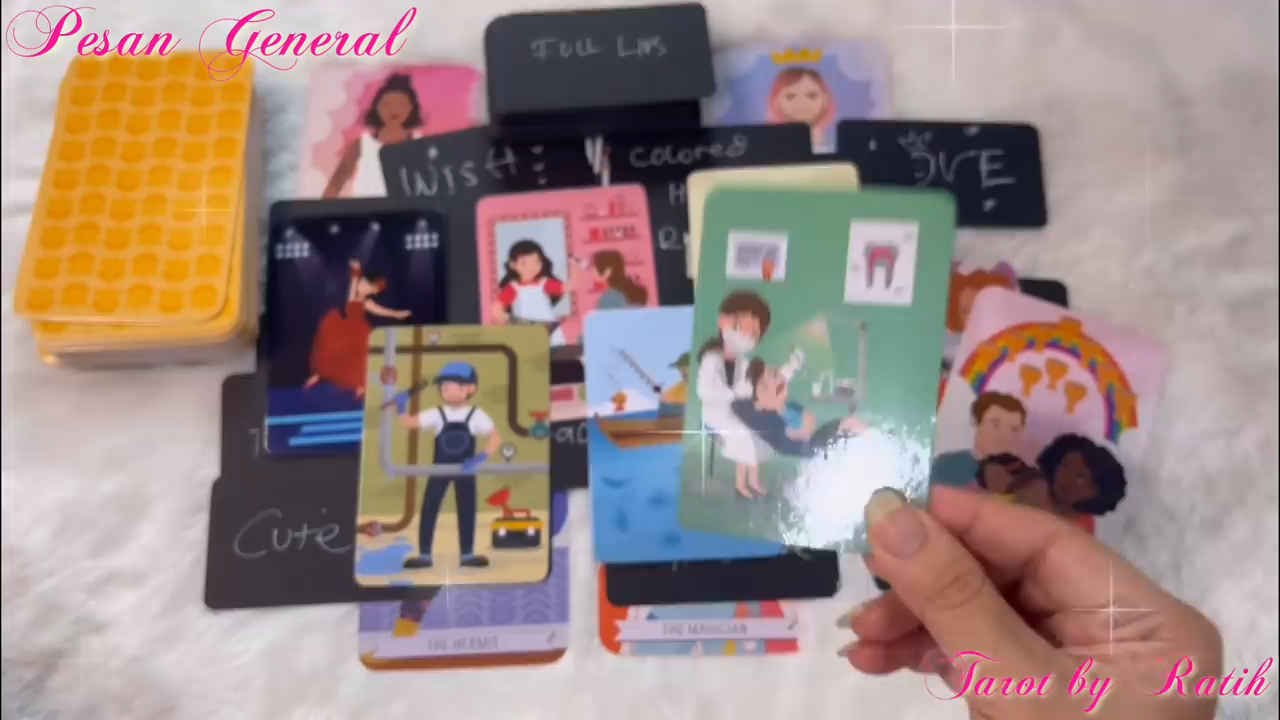 Pesan General
FULL LIPS
WISH:
COLORED
H
LOVE
Cute
THE HERMIT
THE MAGICIAN
Tarot by Ratih